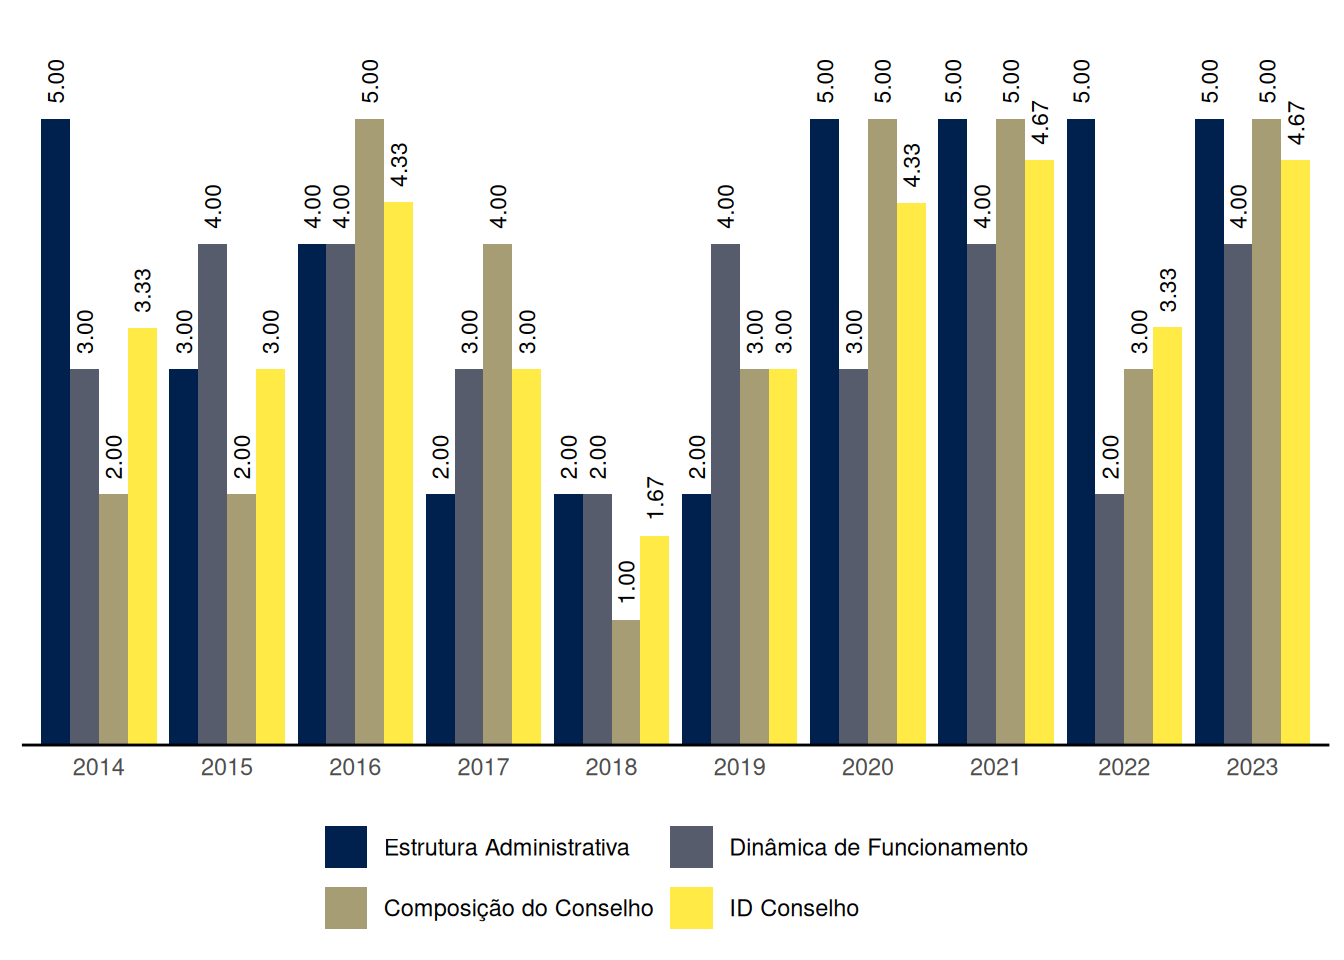 5.00 3.00 2.00 3.33
3.00 4.00 2.00 3.00
4.00 4.00 5.00 4.33
2.00 3.00 4.00 3.00
2.00 2.00 1.00 1.67
2.00 4.00 3.00 3.00
5.00 3.00 5.00 4.33
5.00 4.00 5.00 4.67
5.00 2.00 3.00 3.33
5.00 4.00 5.00 4.67
2014 2015 2016 2017 2018 2019 2020 2021 2022 2023
Estrutura Administrativa Dinâmica de Funcionamento
Composição do Conselho ID Conselho